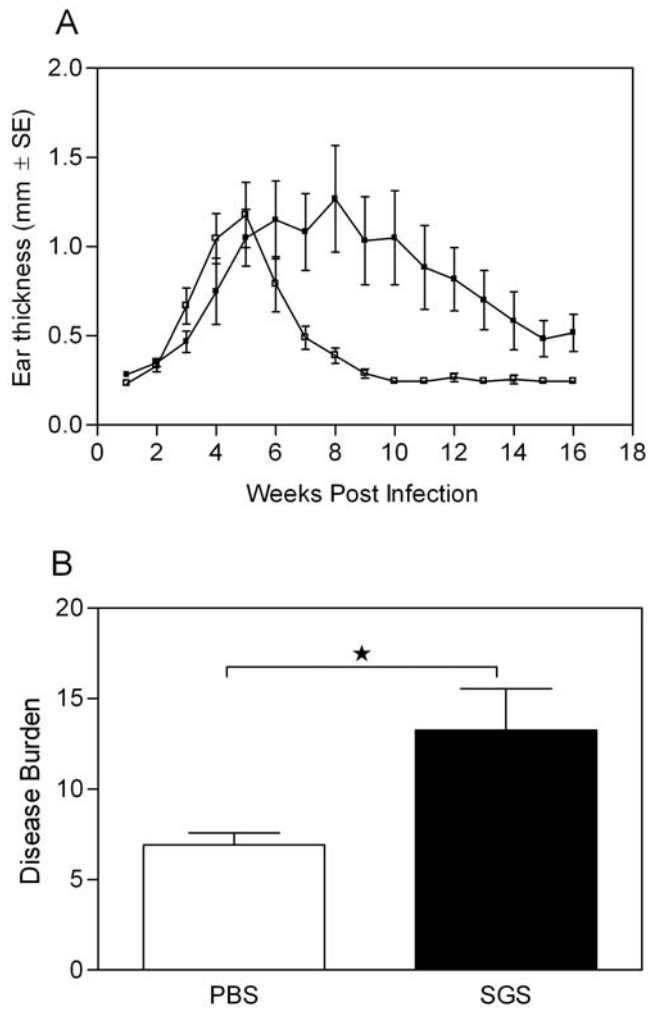 A
Ear thickness (mm ± SE)
2.0
1.5
1.0
0.5
0.0
0 2 4 6 8 10 12 14 16 18
Weeks Post Infection
B
Disease Burden
20
15
10
5
0
★
PBS SGS